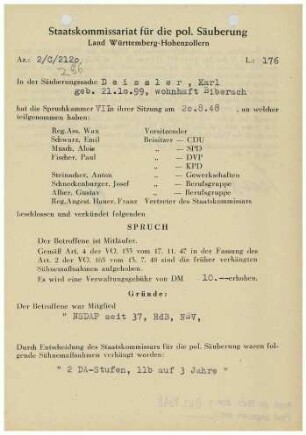 Staatskommissariat für die pol. Säuberung
Land Württemberg-Hohenzollern
Az.: 2/C/2120 L.: 176
In der Säuberungssache D e i s s l e r , Karl
geb. 21.10.99, wohnhaft Biberach
hat die Spruchkammer VII in ihrer Sitzung am 20.8.48 , an welcher
teilgenommen haben:
Reg.Ass. Wax Vorsitzender
Schwarz, Emil Beisitzer — CDU
Munding, Alois „ — SPD
Fischer, Paul „ — DVP
„ — KPD
Steinacher, Anton „ — Gewerkschaften
Schneckenburger, Josef „ — Berufsgruppe
Alber, Gustav „ — Berufsgruppe
Reg.Angest. Hauer, Franz Vertreter des Staatskommissars
beschlossen und verkündet folgenden
SPRUCH
Der Betroffene ist Mitläufer.
Gemäß Art. 4 der VO. 133 vom 17. 11. 47 in der Fassung des
Art. 2 der VO. 165 vom 13. 7. 48 sind die früher verhängten
Sühnemaßnahmen aufgehoben.
Es wird eine Verwaltungsgebühr von DM 10.-- erhoben.
Gründe:
Der Betroffene war Mitglied
" NSDAP seit 37, RdB, NSV,
Durch Entscheidung des Staatskommissars für die pol. Säuberung waren fol-
gende Sühnemaßnahmen verhängt worden:
" 2 DA-Stufen, 11b auf 3 Jahre "